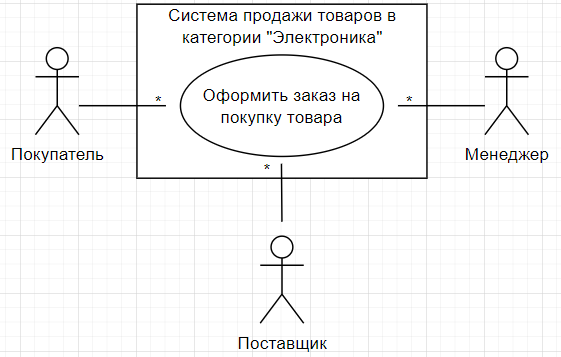 Система продажи товаров в
категории "Электроника"
Оформить заказ на
покупку товара
*
*
*
Покупатель
Менеджер
Поставщик